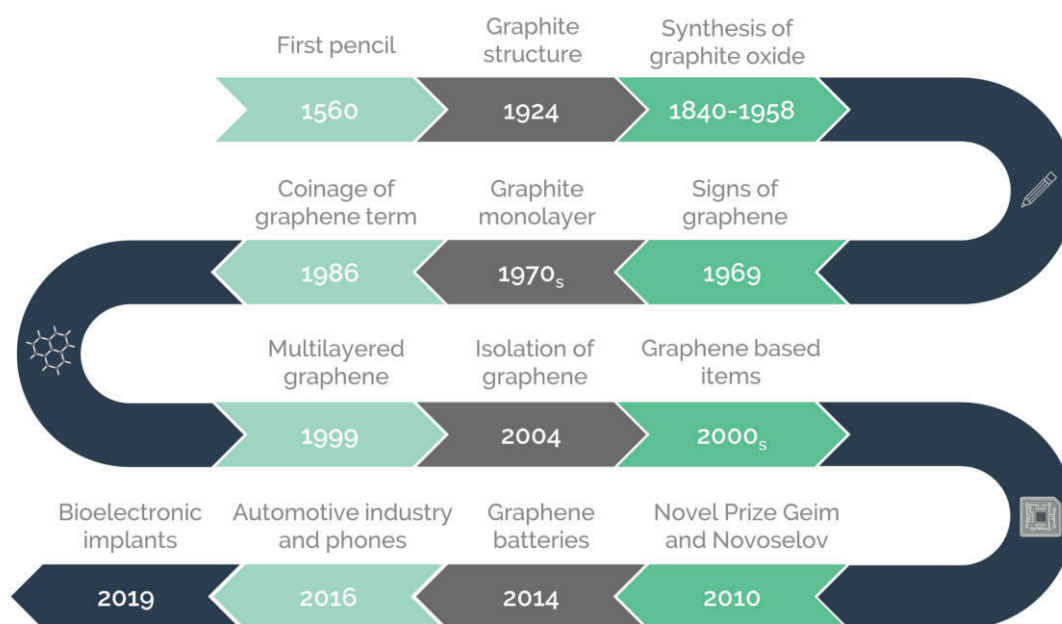 First pencil
1560
Graphite
structure
1924
Synthesis of
graphite oxide
1840-1958
Coinage of
graphene term
1986
Graphite
monolayer
1970s
Signs of
graphene
1969
Multilayered
graphene
1999
Isolation of
graphene
2004
Graphene based
items
2000s
Bioelectronic
implants
2019
Automotive industry
and phones
2016
Graphene
batteries
2014
Novel Prize Geim
and Novoselov
2010